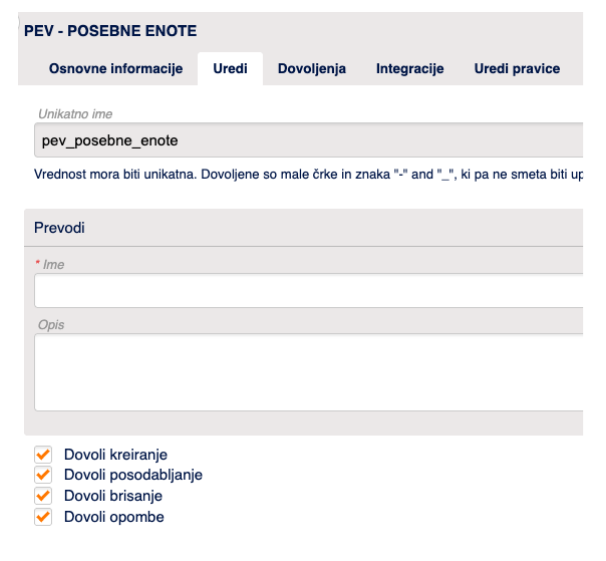 PEV - POSEBNE ENOTE
Osnovne informacije Uredi Dovoljenja Integracije Uredi pravice
Unikatno ime
pev_posebne_enote
Vrednost mora biti unikatna. Dovoljene so male črke in znaka "-" and "_", ki pa ne smeta biti
Prevodi
* Ime
Opis
Dovoli kreiranje
Dovoli posodabljanje
Dovoli brisanje
Dovoli opombe